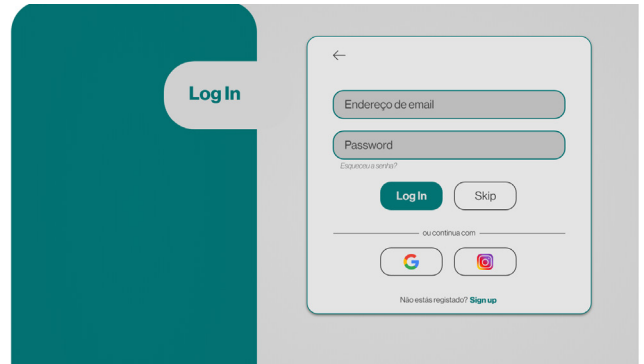 Log In
Endereço de email
Password
Esqueceu a senha?
Log In Skip
ou continua com
Não estás registado? Sign up